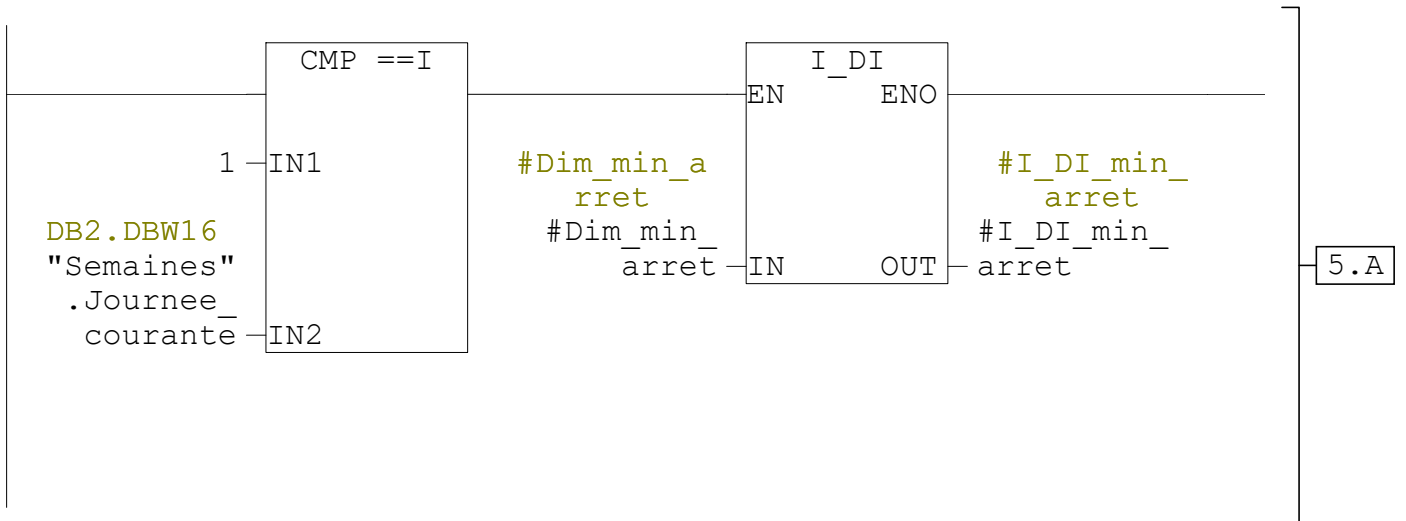 CMP ==I
I_DI
EN ENO
1
IN1
#Dim_min_a
rret
#I_DI_min_
arret
DB2.DBW16
"Semaines"
.Journee_
courante
IN2
#Dim_min_
arret
IN OUT
#I_DI_min_
arret
5.A